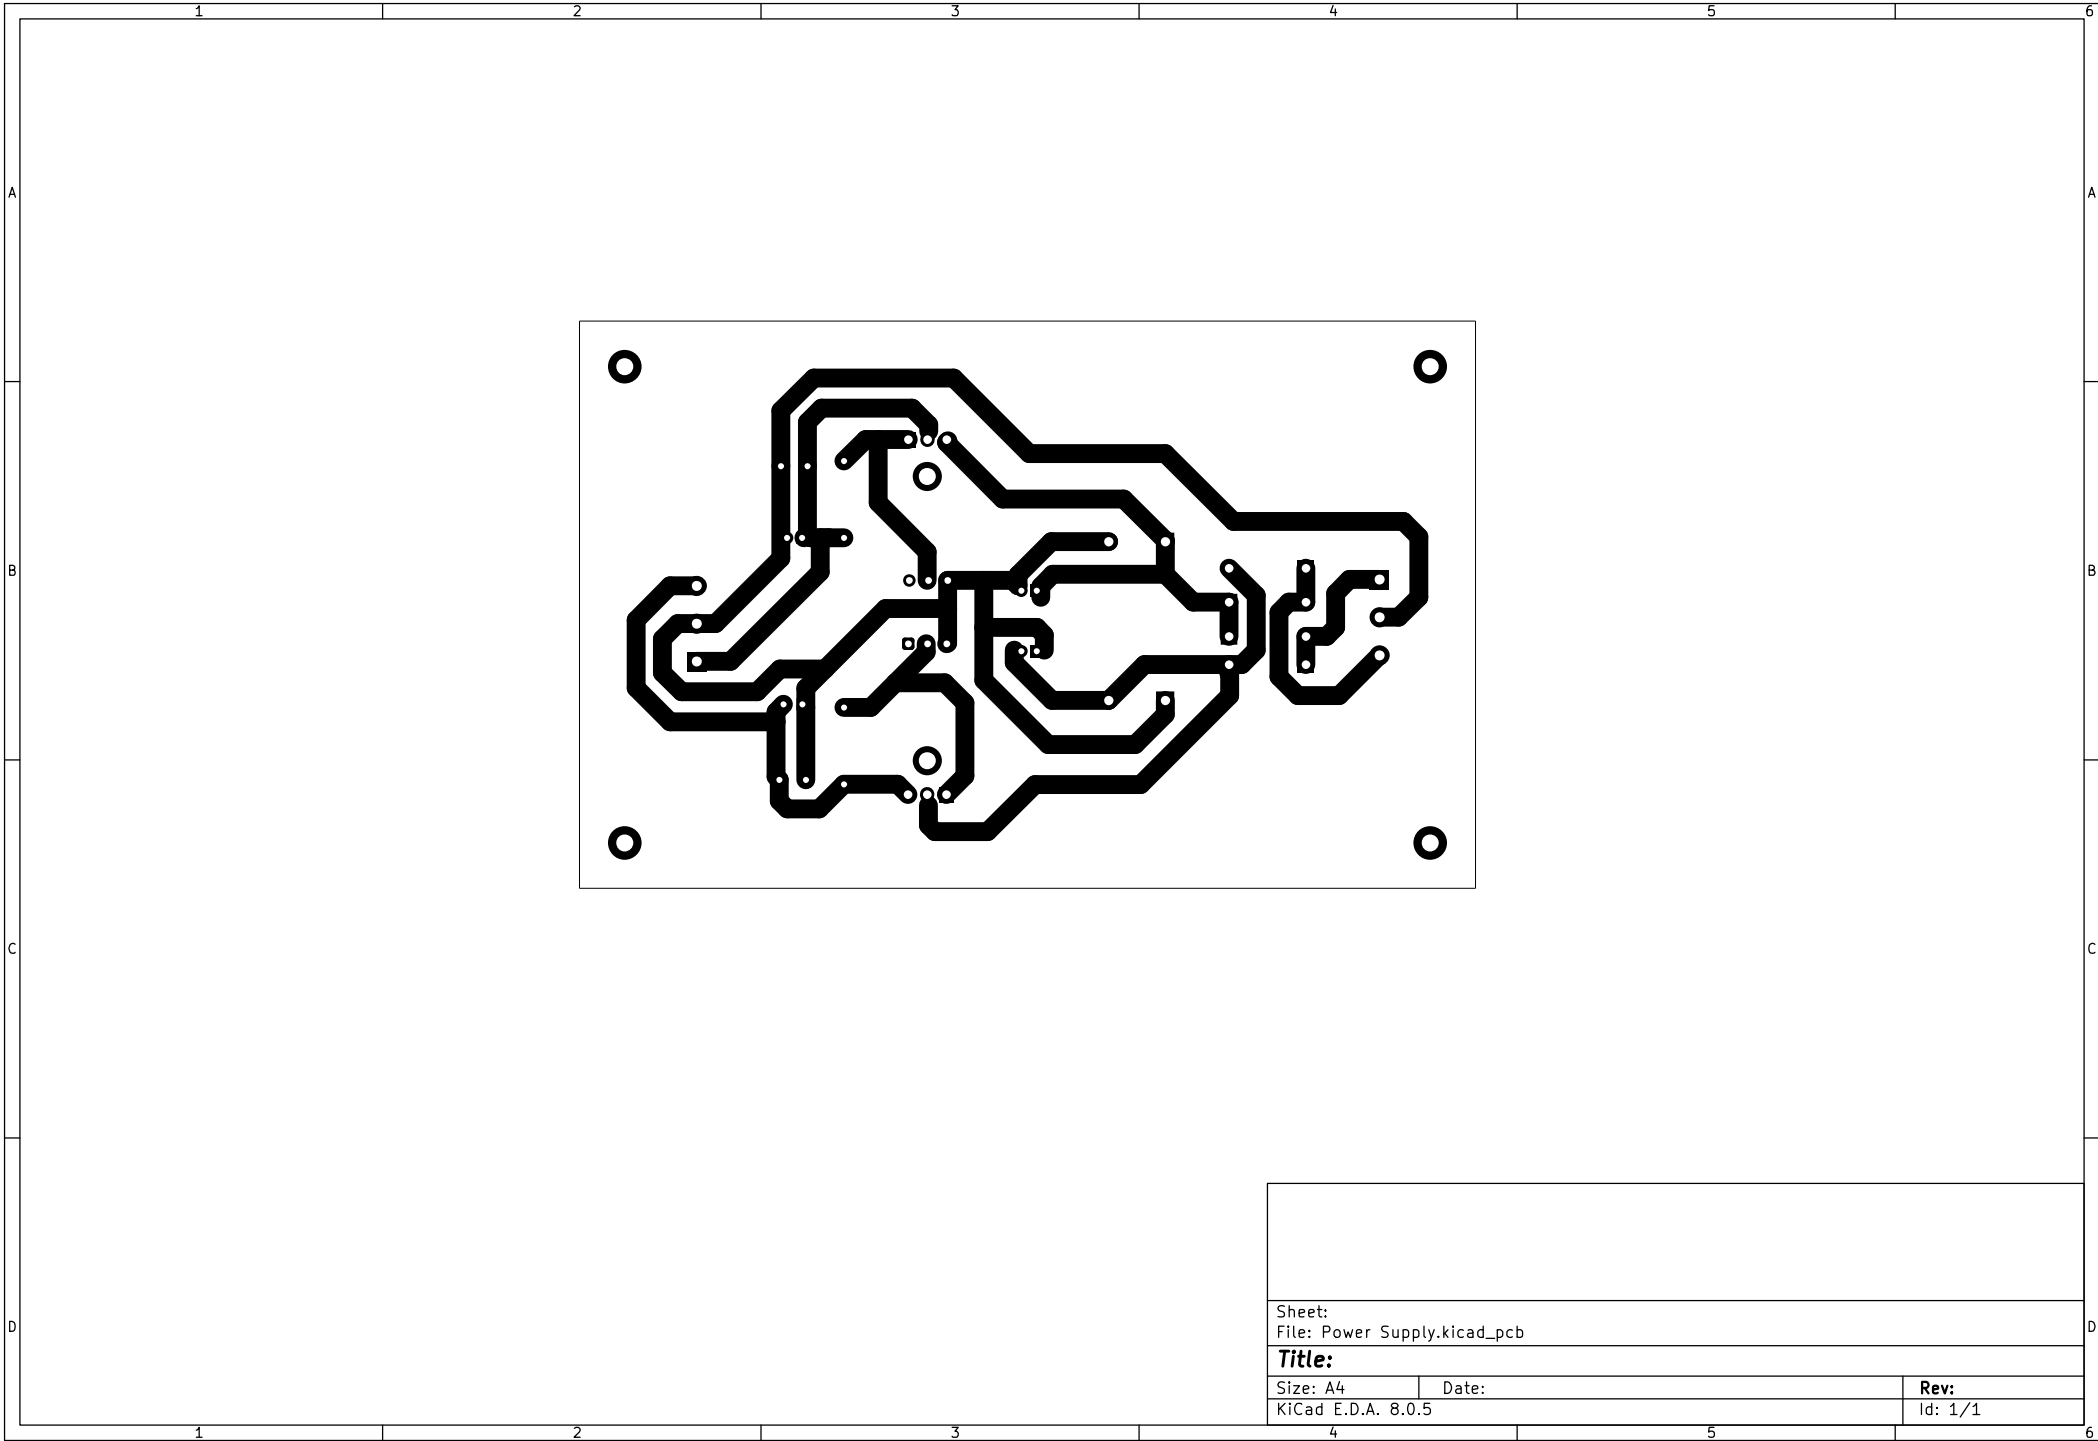 1 2 3 4 5 6
A A
B B
C C
D D
Sheet:
File: Power Supply.kicad_pcb
Title:
Size: A4 Date: Rev:
KiCad E.D.A. 8.0.5 Id: 1/1
1 2 3 4 5 6